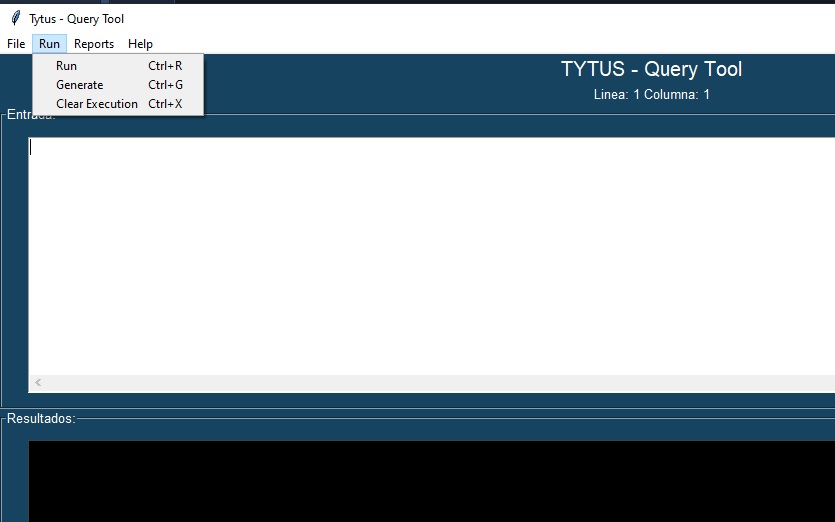 Tytus - Query Tool
File Run Reports Help
Run Ctrl+R
Generate Ctrl+G
Clear Execution Ctrl+X
TYTUS - Query Tool
Linea: 1 Columna: 1
Entrada:
Resultados: